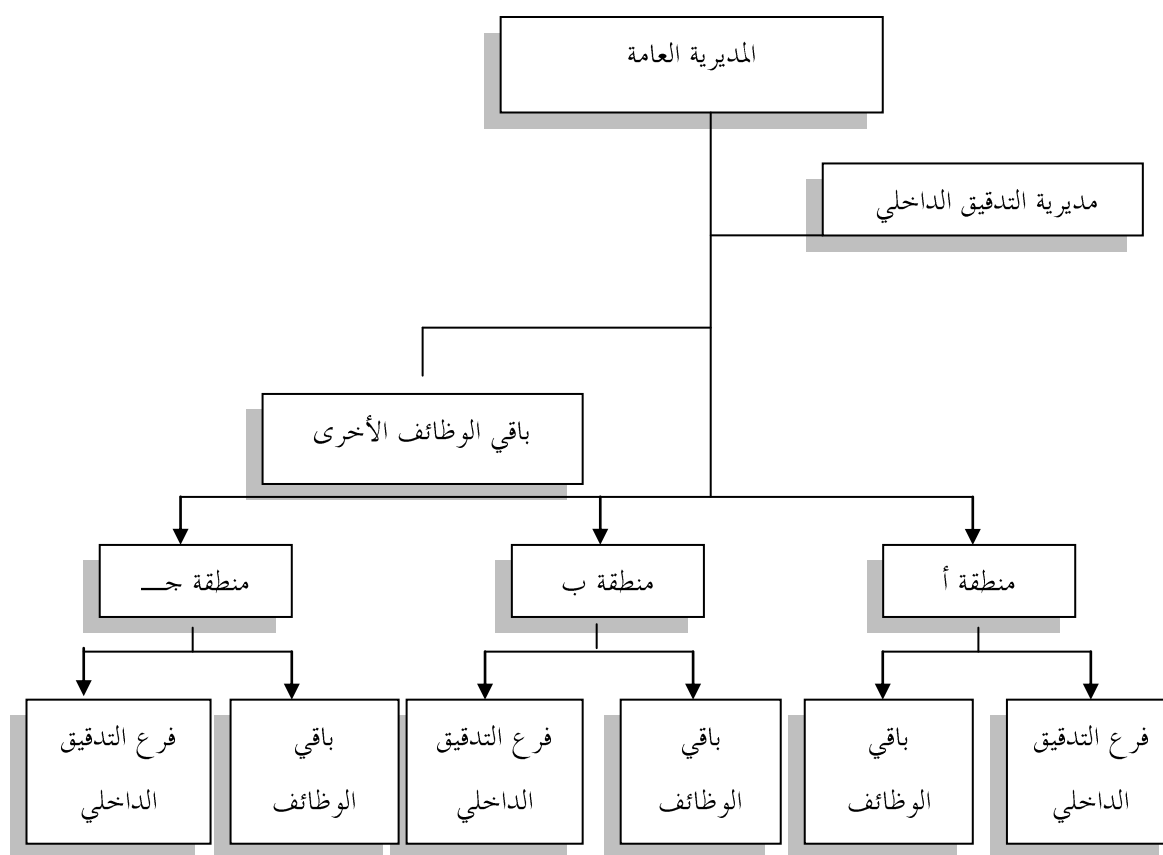 المديرية العامة
مديرية التدقيق الداخلي
باقي الوظائف الأخرى
منطقة أ
منطقة ب
منطقة جـــ
فرع التدقيق
الداخلي
باقي
الوظائف
باقي
الوظائف
فرع التدقيق
الداخلي
باقي
الوظائف
فرع التدقيق
الداخلي